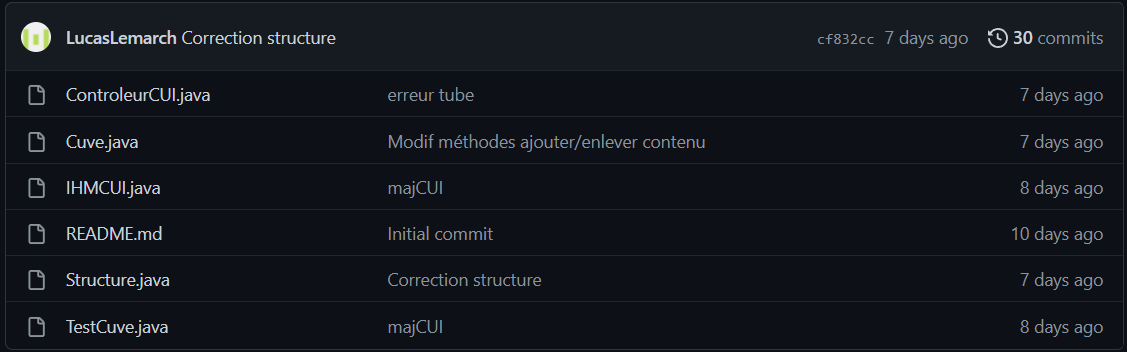 LucasLemarch Correction structure cf832cc 7 days ago 30 commits
ControleurCUI.java erreur tube 7 days ago
Cuve.java Modif méthodes ajouter/enlever contenu 7 days ago
IHMCUI.java majCUI 8 days ago
README.md Initial commit 10 days ago
Structure.java Correction structure 7 days ago
TestCuve.java majCUI 8 days ago